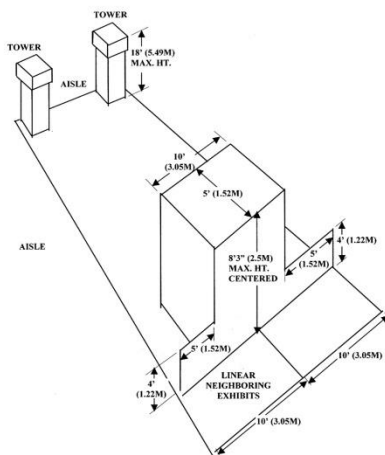 TOWER
TOWER
18' (5.49M)
MAX. HT.
AISLE
10'
(3.05M)
5' (1.52M)
AISLE
8'3" (2.5M)
MAX. HT.
CENTERED
4'
(1.22M)
5'
(1.52M)
5'
(1.52M)
4'
(1.22M)
LINEAR
NEIGHBORING
EXHIBITS
10' (3.05M)
10' (3.05M)